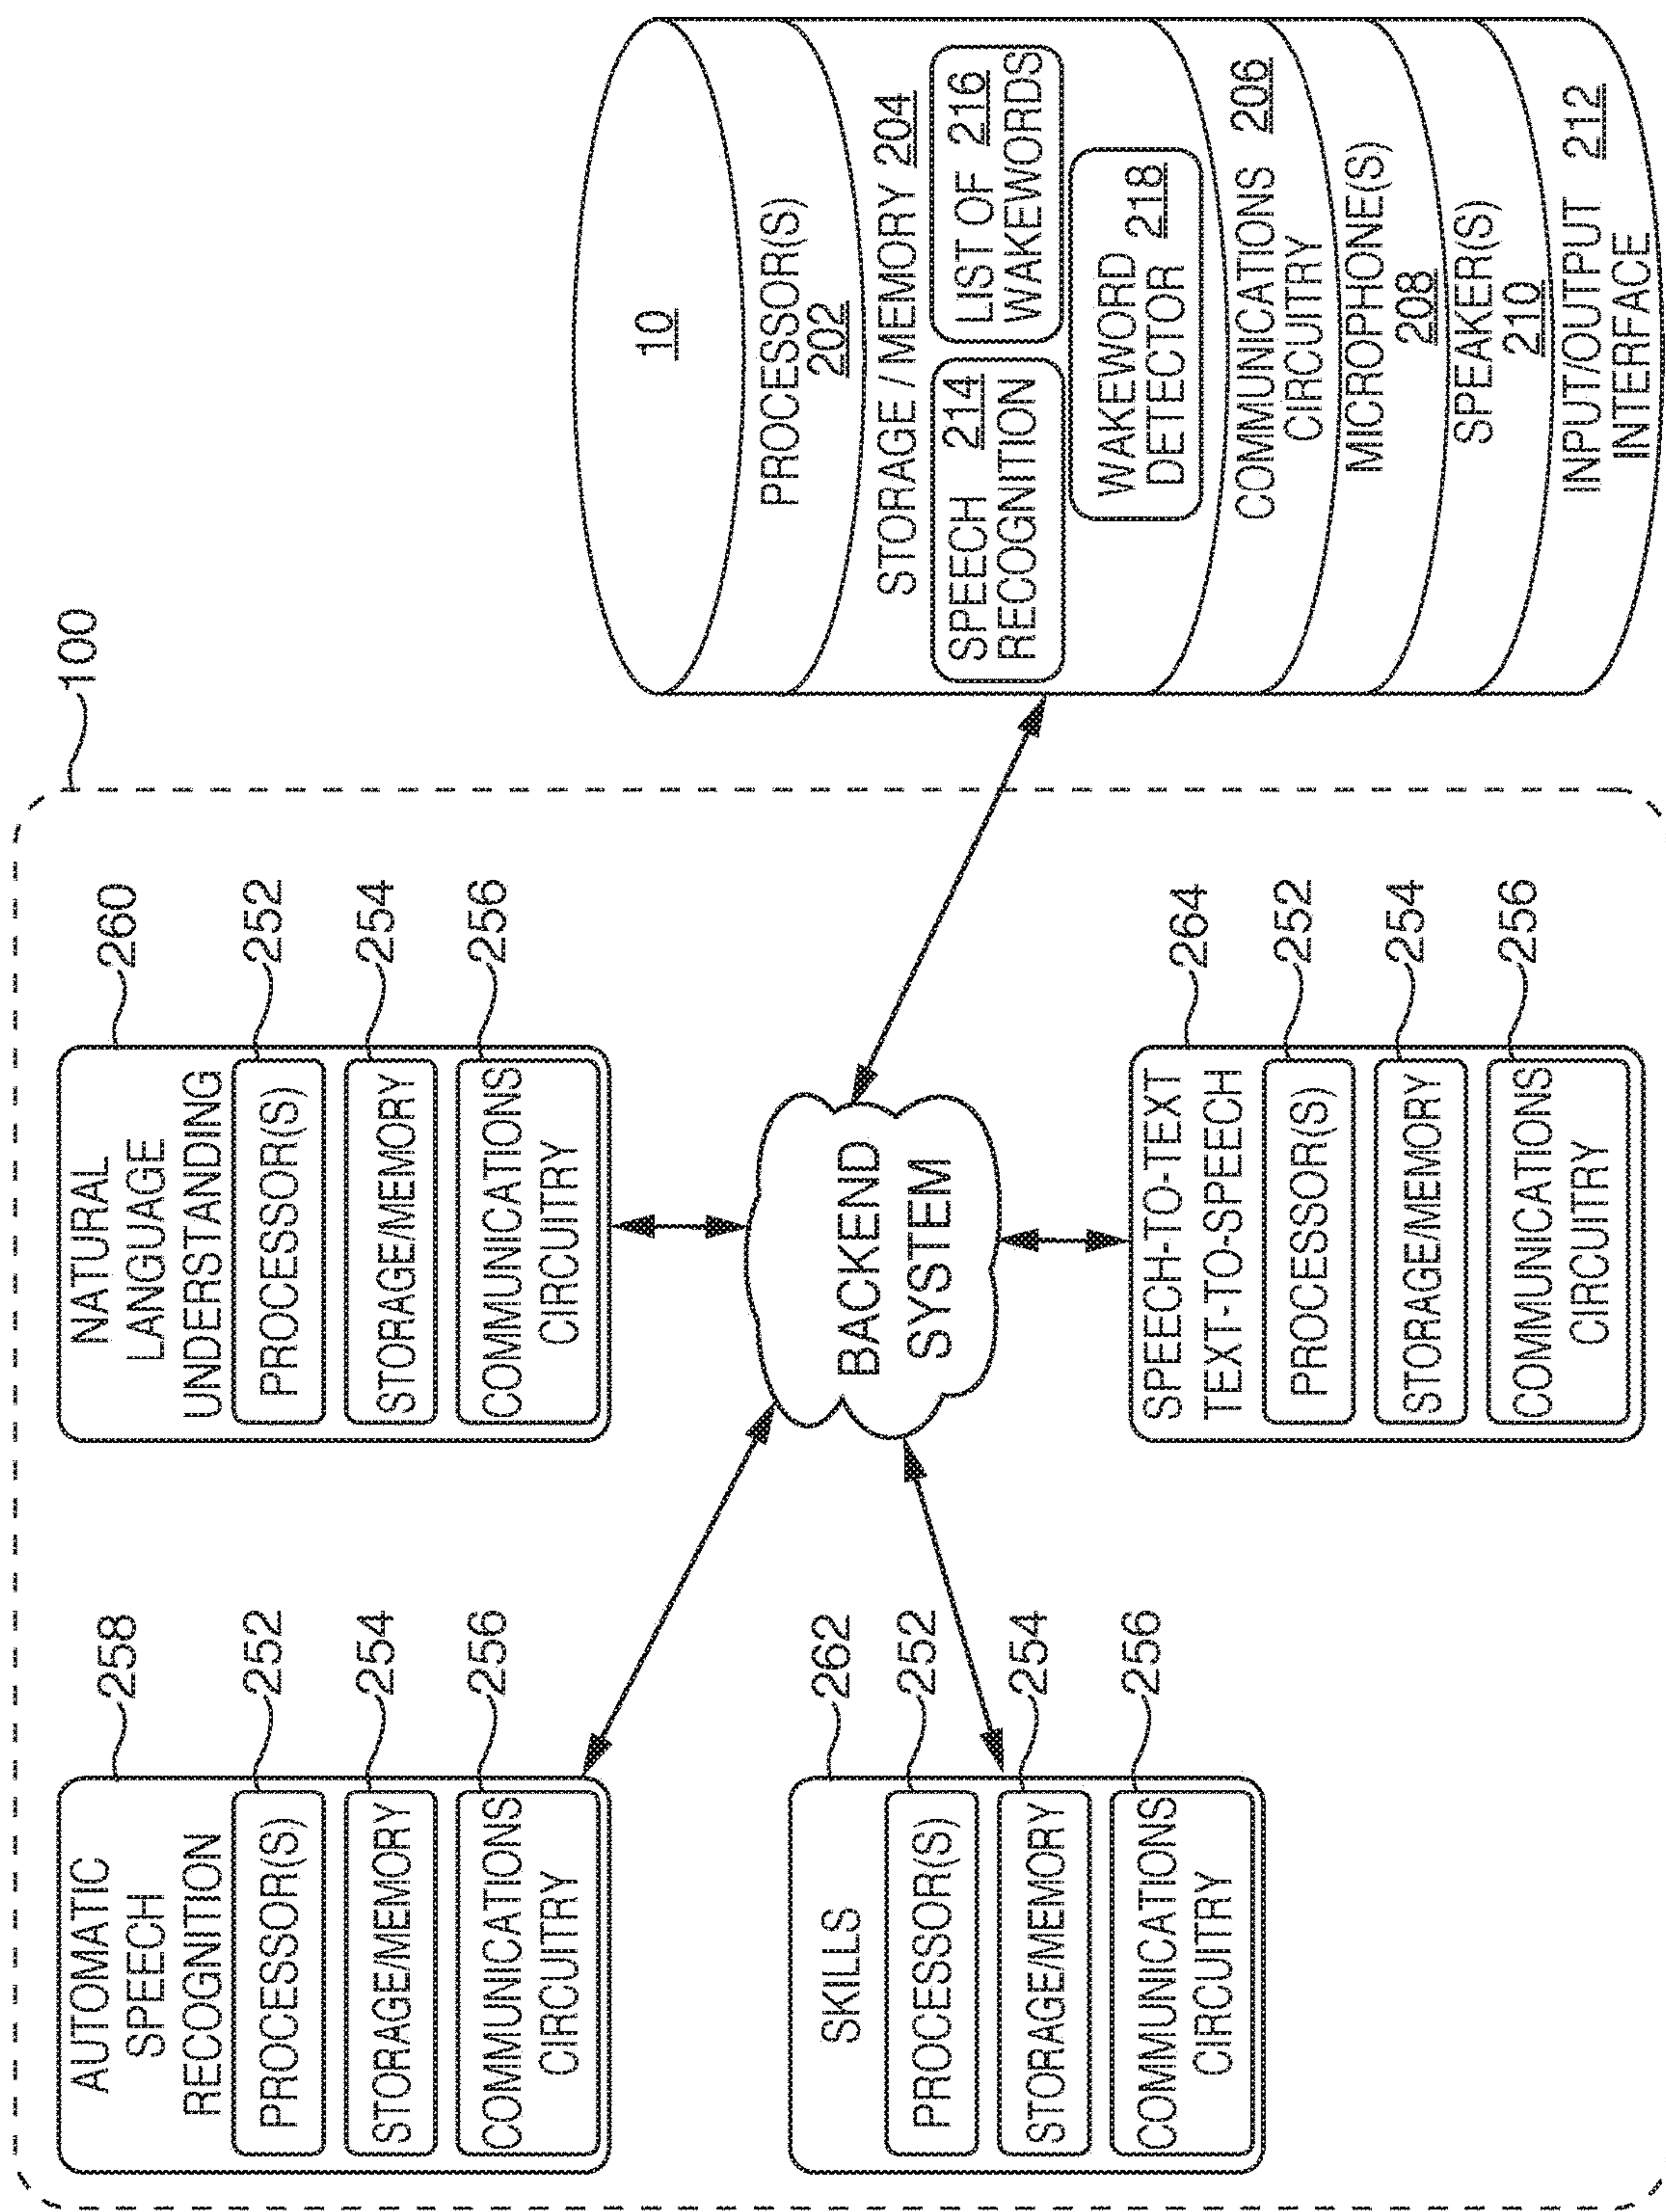 100
AUTOMATIC
SPEECH
RECOGNITION
258
PROCESSOR(S)
252
STORAGE/MEMORY
254
COMMUNICATIONS
CIRCUITRY
256
NATURAL
LANGUAGE
UNDERSTANDING
260
PROCESSOR(S)
252
STORAGE/MEMORY
254
COMMUNICATIONS
CIRCUITRY
256
BACKEND
SYSTEM
SKILLS
262
PROCESSOR(S)
252
STORAGE/MEMORY
254
COMMUNICATIONS
CIRCUITRY
256
SPEECH-TO-TEXT
TEXT-TO-SPEECH
264
PROCESSOR(S)
252
STORAGE/MEMORY
254
COMMUNICATIONS
CIRCUITRY
256
10
PROCESSOR(S)
202
STORAGE / MEMORY 204
SPEECH 214
RECOGNITION
LIST OF 216
WAKEWORDS
WAKEWORD
DETECTOR 218
COMMUNICATIONS 206
CIRCUITRY
MICROPHONE(S)
208
SPEAKER(S)
210
INPUT/OUTPUT 212
INTERFACE